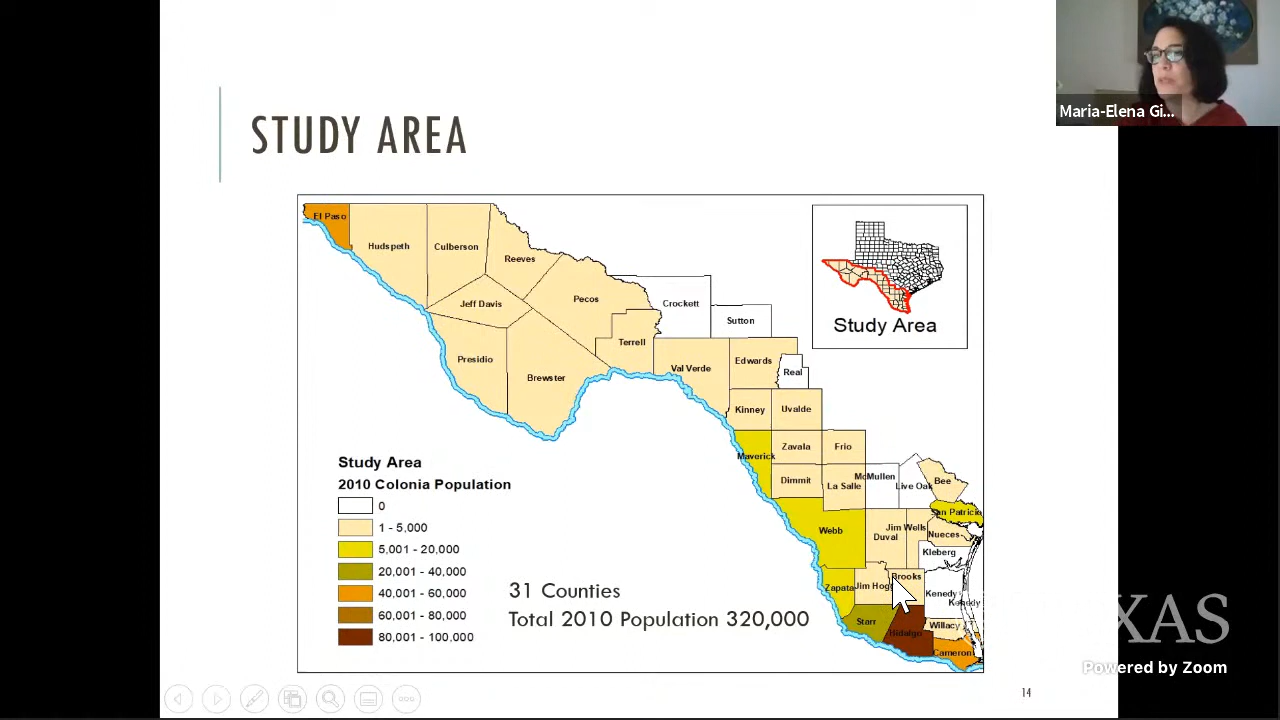 Maria-Elena Gi...
STUDY AREA
El Paso
Hudspeth
Culberson
Reeves
Jeff Davis
Pecos
Crockett
Sutton
Terrell
Presidio
Brewster
Val Verde
Edwards
Real
Kinney
Uvalde
Maverick
Zavala
Frio
Dimmit
La Salle
McMullen
Live Oak
Bee
San Patricio
Webb
Duval
Jim Wells
Nueces
Kleberg
Zapata
Jim Hogg
Brooks
Kenedy
Kenedy
Starr
Hidalgo
Willacy
Cameron
Study Area
Study Area
2010 Colonia Population
0
1 - 5,000
5,001 - 20,000
20,001 - 40,000
40,001 - 60,000
60,001 - 80,000
80,001 - 100,000
31 Counties
Total 2010 Population 320,000
XAS
Powered by Zoom
14